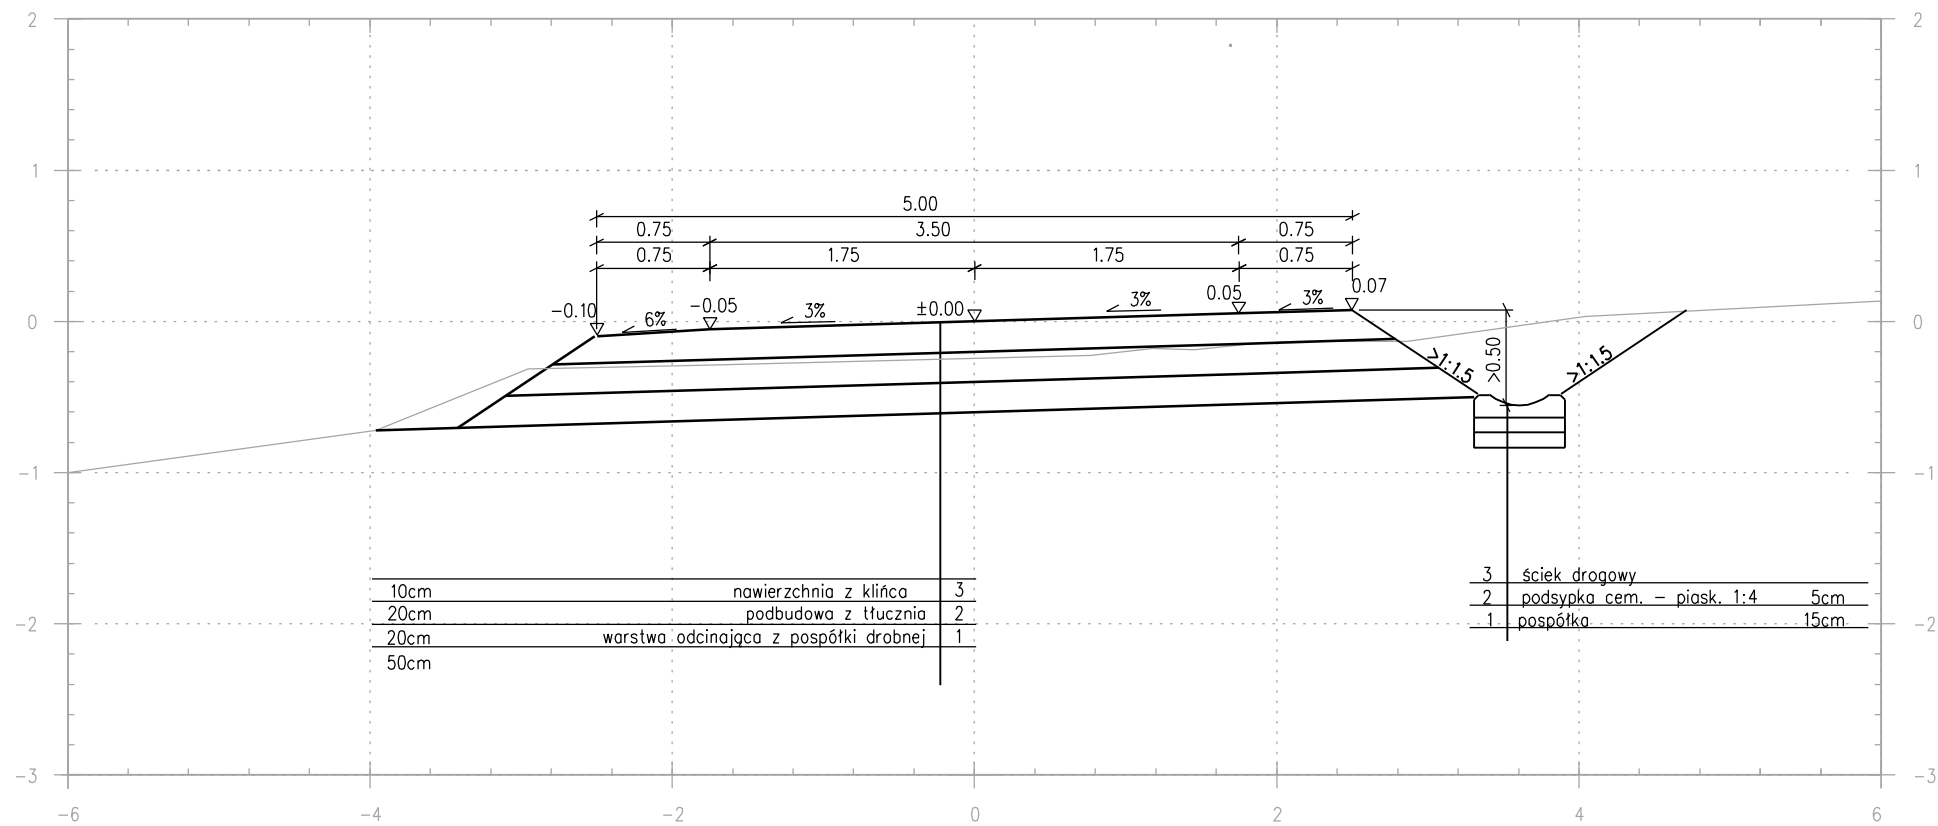 2 2
1 1
5.00
0.75 3.50 0.75
0.75 1.75 1.75 0.75
-0.10 6% -0.05 3% ±0.00 3% 0.05 3% 0.07
0 0
>1:1.5 >0.50 >1:1.5
-1 -1
10cm nawierzchnia z klińca 3
20cm podbudowa z tłucznia 2
20cm warstwa odcinająca z pospółki drobnej 1
50cm
3 ściek drogowy
2 podsypka cem. - piask. 1:4 5cm
1 pospółka 15cm
-2 -2
-3 -3
-6 -4 -2 0 2 4 6